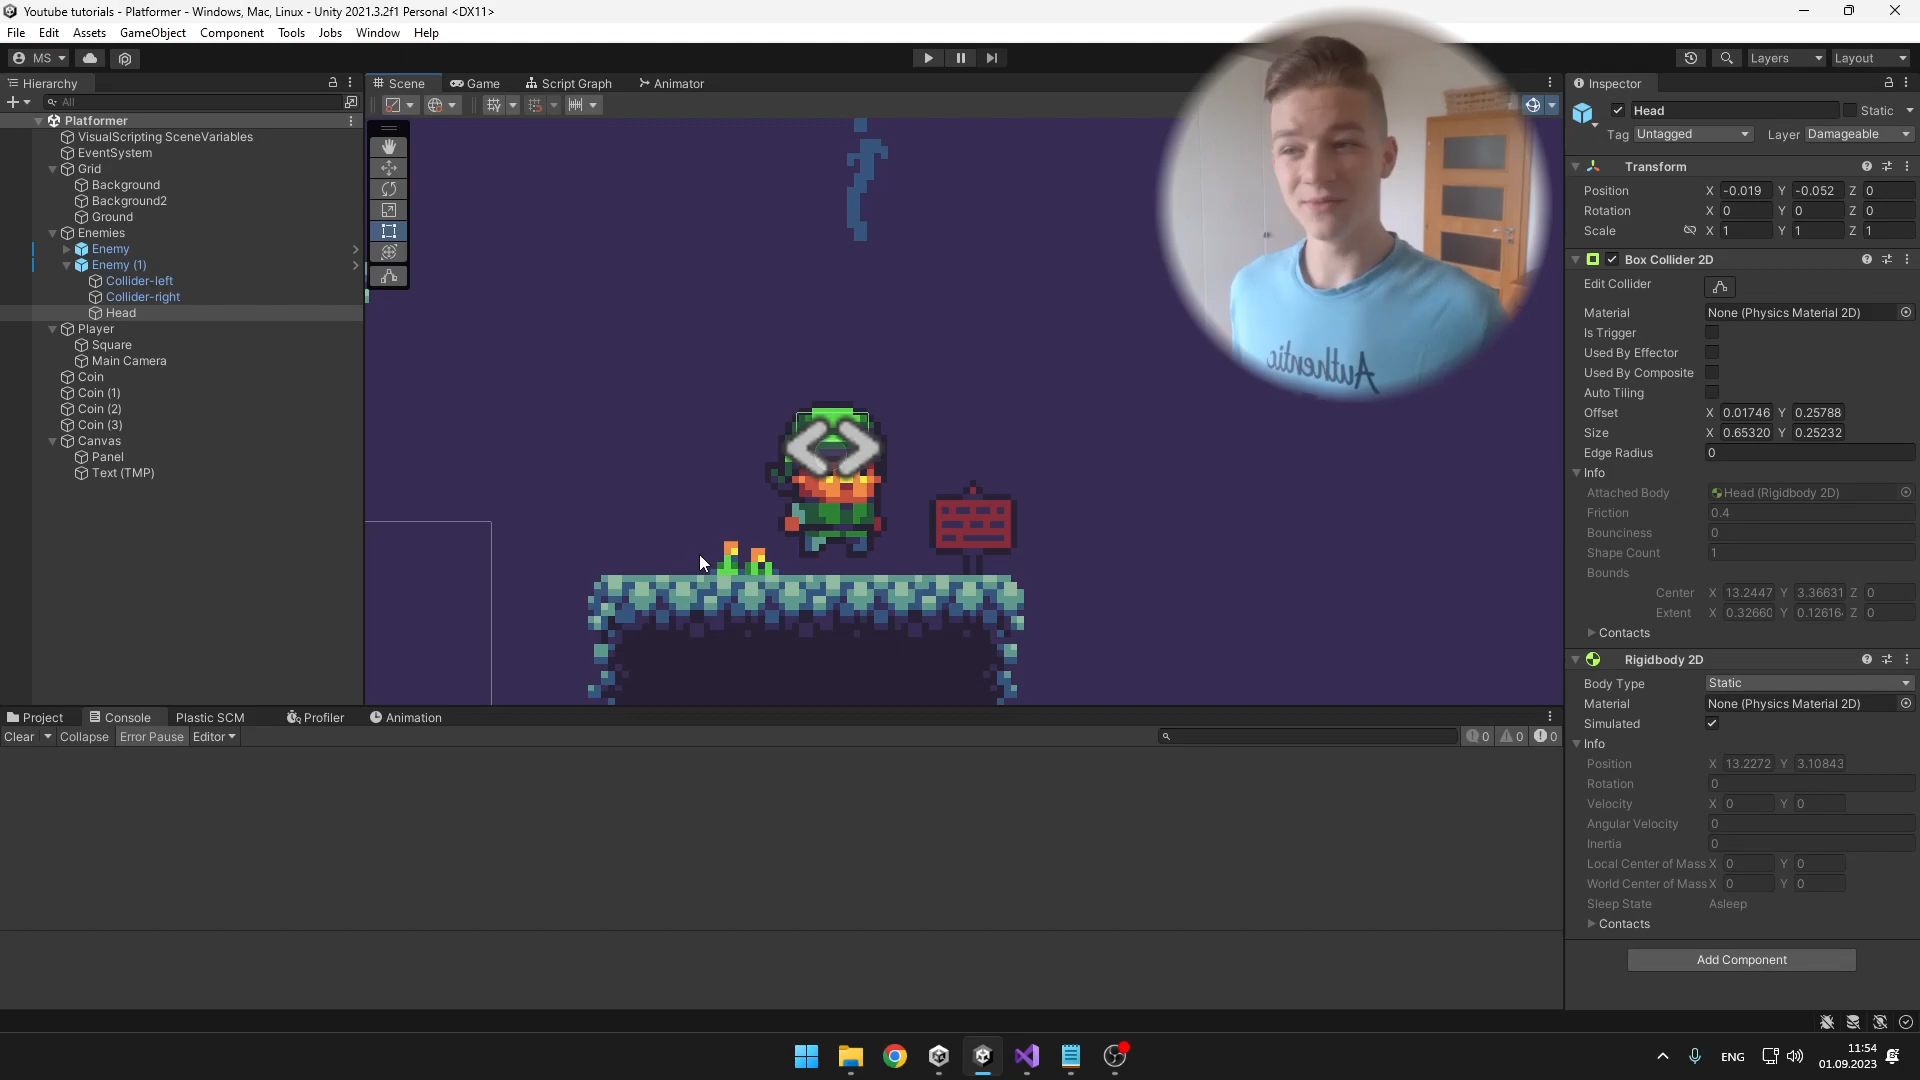 Youtube tutorials - Platformer - Windows, Mac, Linux - Unity 2021.3.2f1 Personal <DX11>
File Edit Assets GameObject Component Tools Jobs Window Help
MS Layers Layout
Hierarchy
All
Platformer
VisualScripting SceneVariables
EventSystem
Grid
Background
Background2
Ground
Enemies
Enemy
Enemy (1)
Collider-left
Collider-right
Head
Player
Square
Main Camera
Coin
Coin (1)
Coin (2)
Coin (3)
Canvas
Panel
Text (TMP)
Scene Game Script Graph Animator
Authentic
Inspector
Head Static
Tag Untagged Layer Damageable
Transform
Position X -0.019 Y -0.052 Z 0
Rotation X 0 Y 0 Z 0
Scale X 1 Y 1 Z 1
Box Collider 2D
Edit Collider
Material None (Physics Material 2D)
Is Trigger
Used By Effector
Used By Composite
Auto Tiling
Offset X 0.01746 Y 0.25788
Size X 0.65320 Y 0.25232
Edge Radius 0
Info
Attached Body Head (Rigidbody 2D)
Friction 0.4
Bounciness 0
Shape Count 1
Bounds
Center X 13.2447 Y 3.36631 Z 0
Extent X 0.32660 Y 0.12616 Z 0
Contacts
Rigidbody 2D
Body Type Static
Material None (Physics Material 2D)
Simulated
Info
Position X 13.2272 Y 3.10843
Rotation 0
Velocity X 0 Y 0
Angular Velocity 0
Inertia 0
Local Center of Mass X 0 Y 0
World Center of Mass X 0 Y 0
Sleep State Asleep
Contacts
Add Component
Project Console Plastic SCM Profiler Animation
Clear Collapse Error Pause Editor 0 0 0
ENG 11:54
01.09.2023